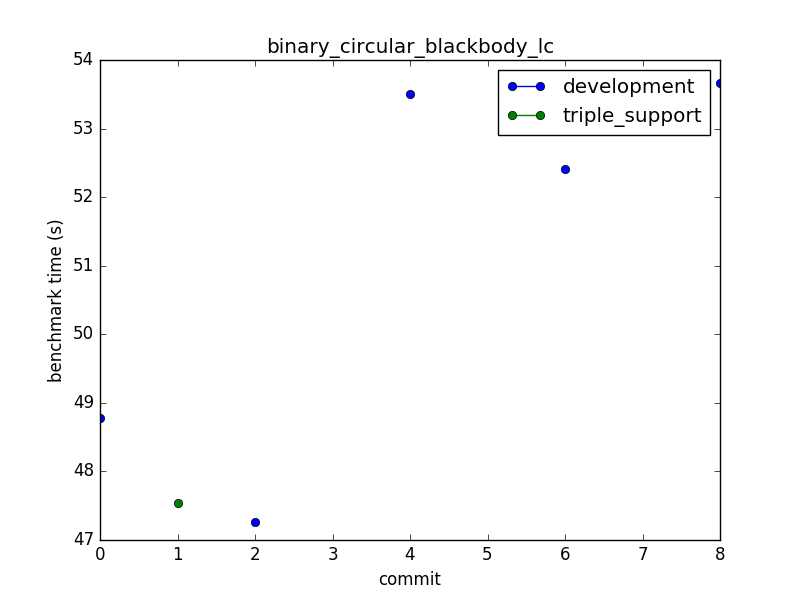 binary_circular_blackbody_lc
development
triple_support
54
53
52
51
50
49
48
47
benchmark time (s)
0 1 2 3 4 5 6 7 8
commit